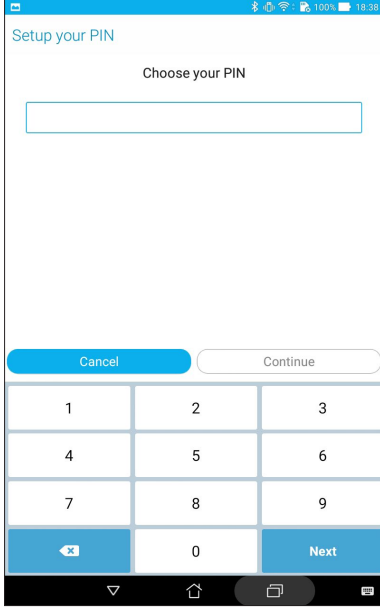 100% 18:38
Setup your PIN
Choose your PIN
Cancel Continue
1 2 3
4 5 6
7 8 9
0 Next